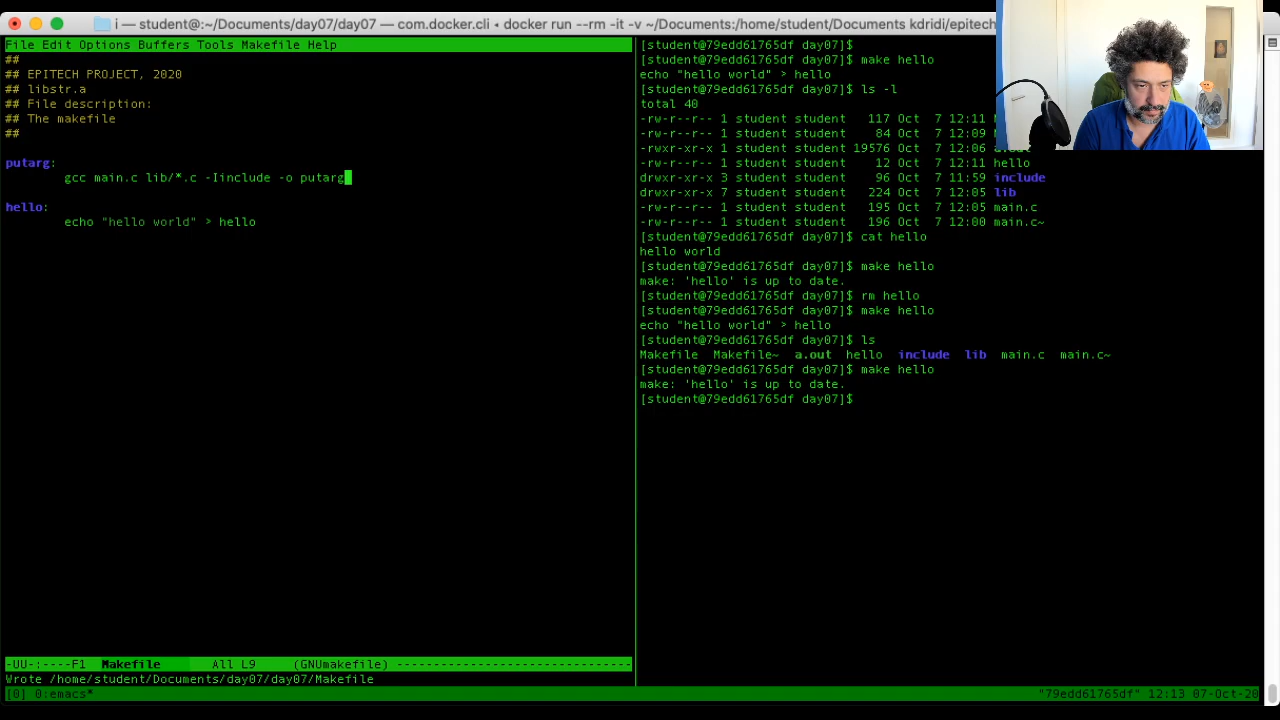 i — student@:~/Documents/day07/day07 — com.docker.cli ◂ docker run --rm -it -v ~/Documents:/home/student/Documents kdridi/epitech
File Edit Options Buffers Tools Makefile Help
##
## EPITECH PROJECT, 2020
## libstr.a
## File description:
## The makefile
##
putarg:
gcc main.c lib/*.c -Iinclude -o putarg
hello:
echo "hello world" > hello
-UU-:----F1  Makefile      All L9     (GNUmakefile) --------------------------------
Wrote /home/student/Documents/day07/day07/Makefile
[student@79edd61765df day07]$
[student@79edd61765df day07]$ make hello
echo "hello world" > hello
[student@79edd61765df day07]$ ls -l
total 40
-rw-r--r-- 1 student student   117 Oct  7 12:11
-rw-r--r-- 1 student student    84 Oct  7 12:09
-rwxr-xr-x 1 student student 19576 Oct  7 12:06 a.out
-rw-r--r-- 1 student student    12 Oct  7 12:11 hello
drwxr-xr-x 3 student student    96 Oct  7 11:59 include
drwxr-xr-x 7 student student   224 Oct  7 12:05 lib
-rw-r--r-- 1 student student   195 Oct  7 12:05 main.c
-rw-r--r-- 1 student student   196 Oct  7 12:00 main.c~
[student@79edd61765df day07]$ cat hello
hello world
[student@79edd61765df day07]$ make hello
make: 'hello' is up to date.
[student@79edd61765df day07]$ rm hello
[student@79edd61765df day07]$ make hello
echo "hello world" > hello
[student@79edd61765df day07]$ ls
Makefile  Makefile~  a.out  hello  include  lib  main.c  main.c~
[student@79edd61765df day07]$ make hello
make: 'hello' is up to date.
[student@79edd61765df day07]$
[0] 0:emacs* "79edd61765df" 12:13 07-Oct-20